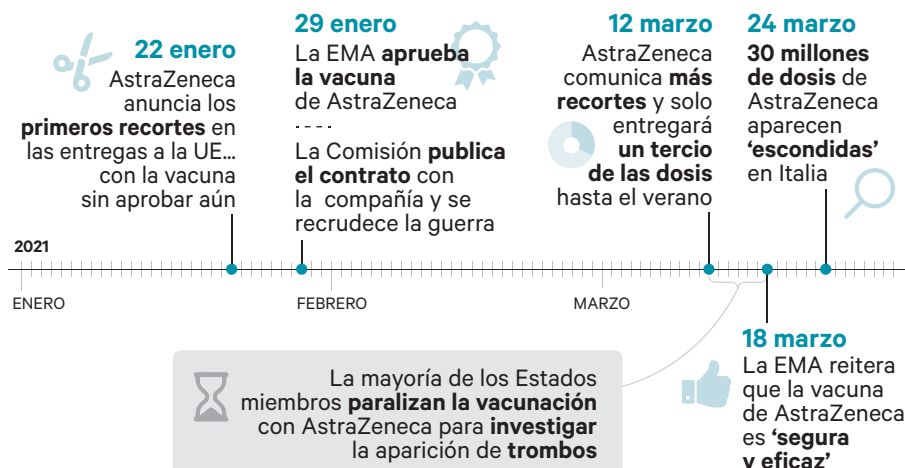 22 enero
AstraZeneca
anuncia los
primeros recortes en
las entregas a la UE...
con la vacuna
sin aprobar aún
29 enero
La EMA aprueba
la vacuna
de AstraZeneca
----
La Comisión publica
el contrato con
la compañía y se
recrudece la guerra
12 marzo
AstraZeneca
comunica más
recortes y solo
entregará
un tercio
de las dosis
hasta el verano
24 marzo
30 millones
de dosis de
AstraZeneca
aparecen
‘escondidas’
en Italia
2021
ENERO
FEBRERO
MARZO
La mayoría de los Estados
miembros paralizan la vacunación
con AstraZeneca para investigar
la aparición de trombos
18 marzo
La EMA reitera
que la vacuna
de AstraZeneca
es ‘segura
y eficaz’